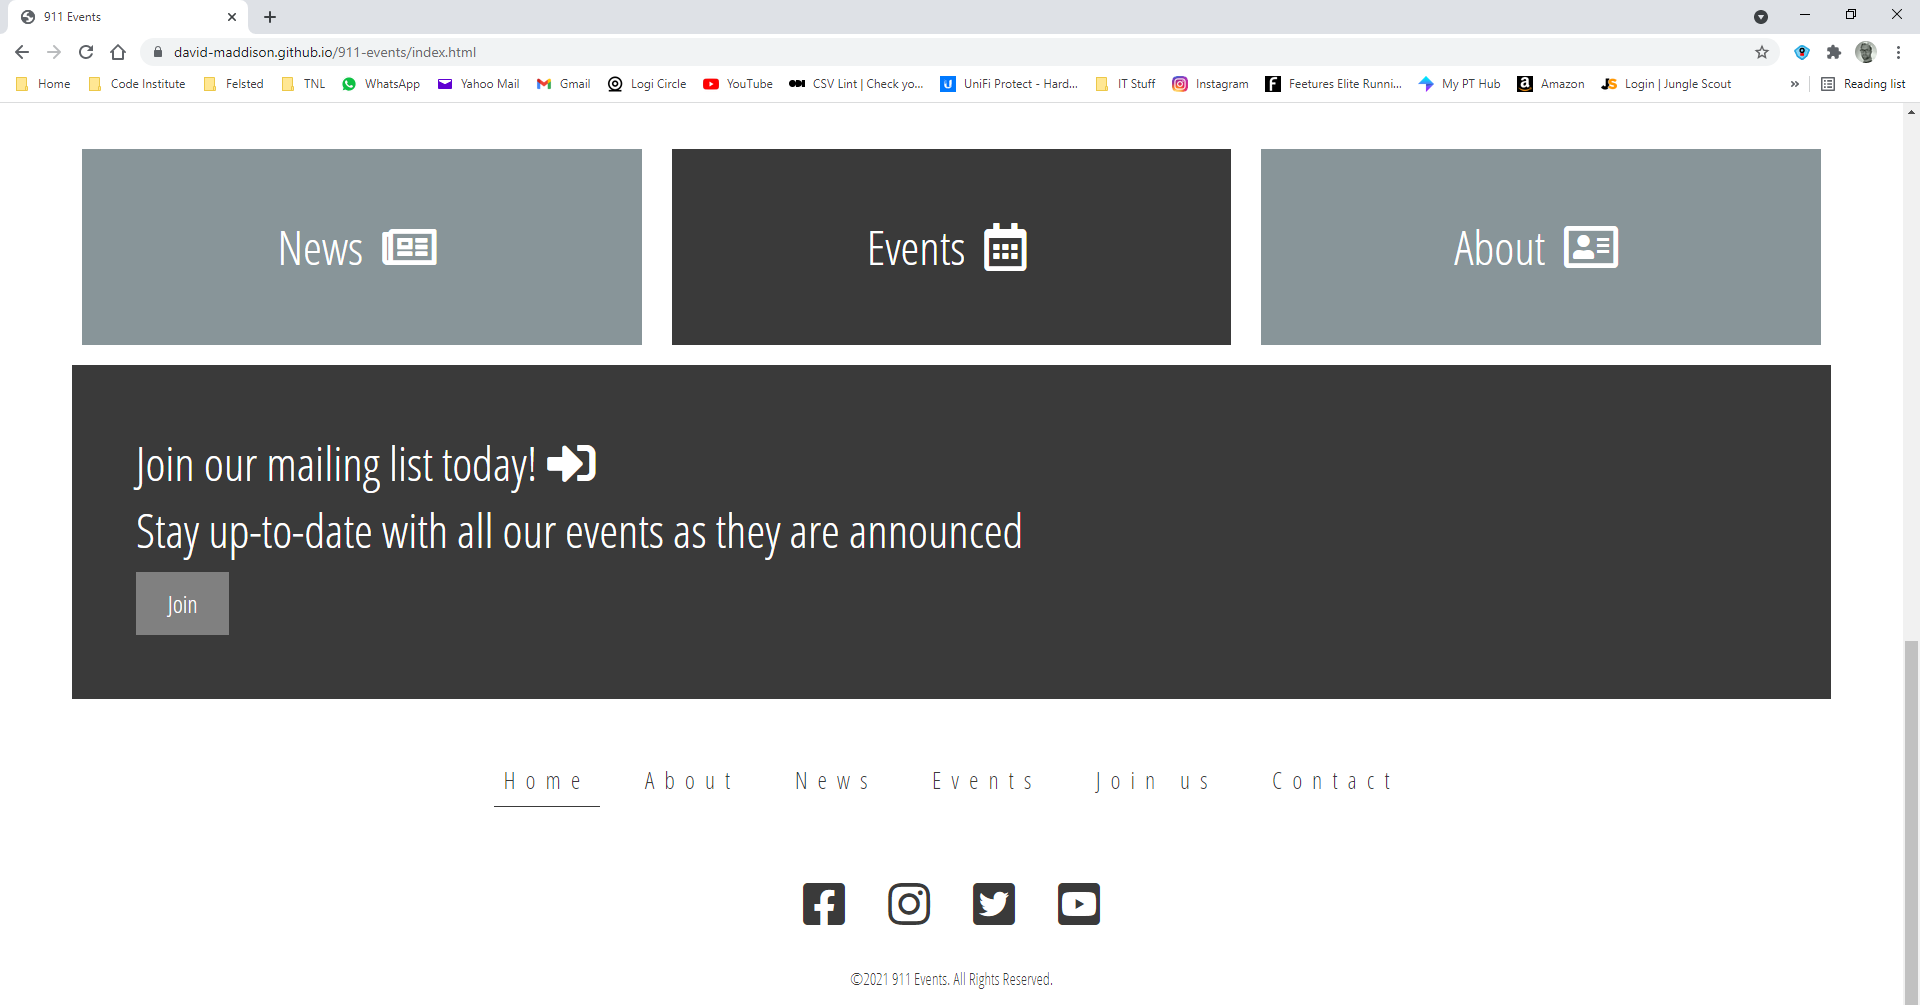 911 Events
david-maddison.github.io/911-events/index.html
Home Code Institute Felsted TNL WhatsApp Yahoo Mail Gmail Logi Circle YouTube CSV Lint | Check yo... UniFi Protect - Hard... IT Stuff Instagram Feetures Elite Runni... My PT Hub Amazon Login | Jungle Scout » Reading list
News Events About
Join our mailing list today!
Stay up-to-date with all our events as they are announced
Join
Home About News Events Join us Contact
©2021 911 Events. All Rights Reserved.